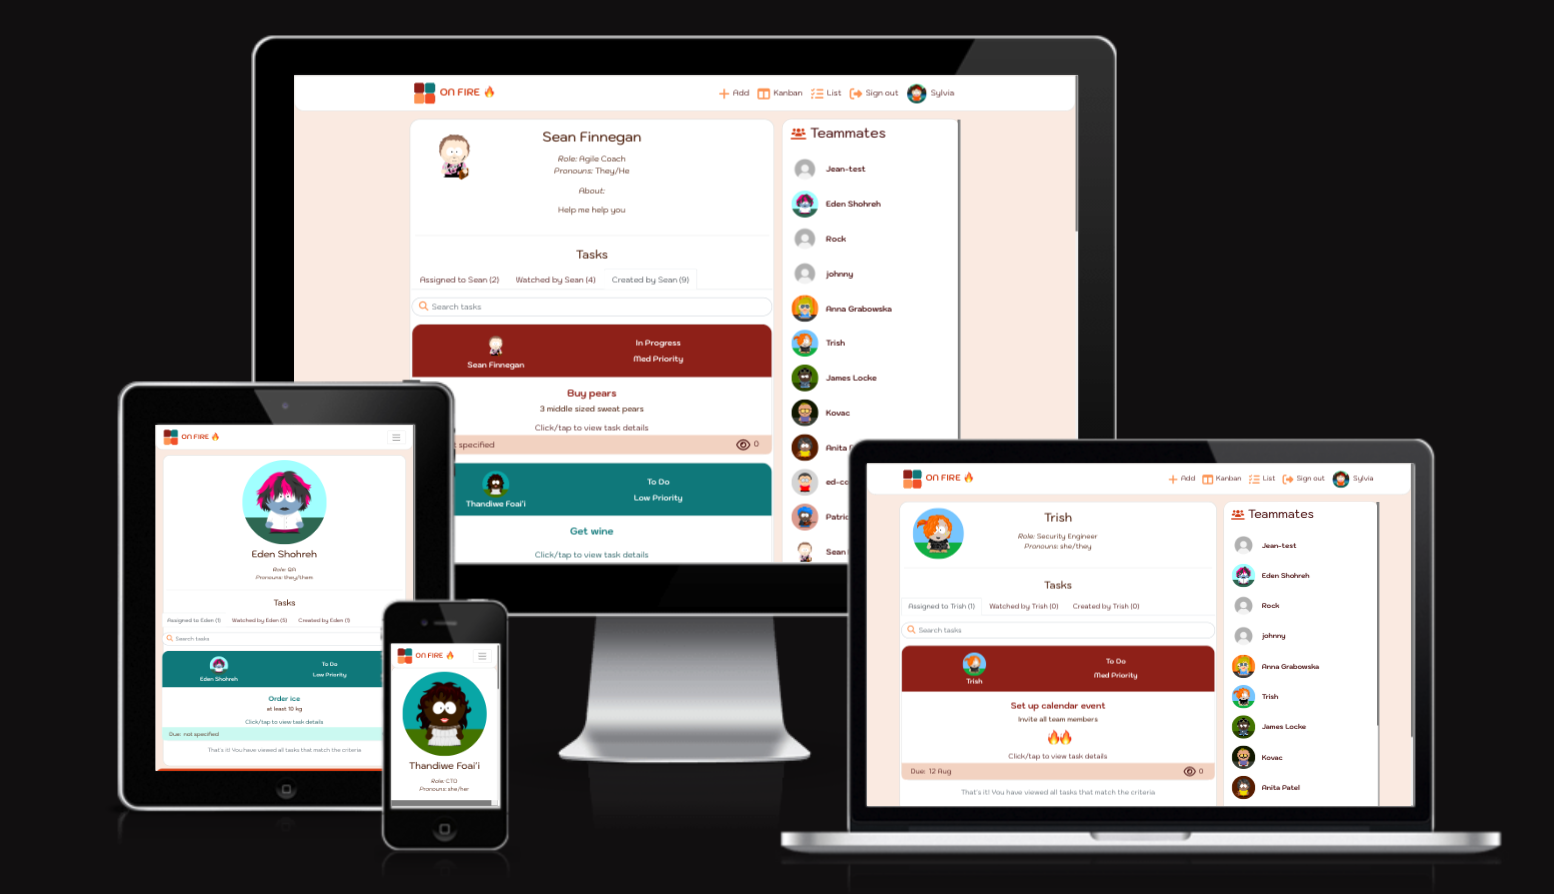 ON FIRE
Add
Kanban
List
Sign out
Sylvia
Sean Finnegan
Role: Agile Coach
Pronouns: They/He
About:
Help me help you
Tasks
Assigned to Sean (2)
Watched by Sean (4)
Created by Sean (9)
Search tasks
Sean Finnegan
In Progress
Med Priority
Buy pears
3 middle sized sweat pears
Click/tap to view task details
specified
0
Thandiwe Foai'i
To Do
Low Priority
Get wine
Click/tap to view task details
Teammates
Jean-test
Eden Shohreh
Rock
johnny
Anna Grabowska
Trish
James Locke
Kovac
Anita
ed-co
Patric
Sean
ON FIRE
Eden Shohreh
Role: QA
Pronouns: they/them
Tasks
Assigned to Eden (1)
Watched by Eden (5)
Created by Eden (1)
Search tasks
Eden Shohreh
To Do
Low Priority
Order ice
at least 10 kg
Click/tap to view task details
Due: not specified
That's it! You have viewed all tasks that match the criteria
ON FIRE
Thandiwe Foai'i
Role: CTO
Pronouns: she/her
ON FIRE
Add
Kanban
List
Sign out
Sylvia
Trish
Role: Security Engineer
Pronouns: she/they
Tasks
Assigned to Trish (1)
Watched by Trish (0)
Created by Trish (0)
Search tasks
Trish
To Do
Med Priority
Set up calendar event
Invite all team members
Click/tap to view task details
Due: 12 Aug
0
That's it! You have viewed all tasks that match the criteria
Teammates
Jean-test
Eden Shohreh
Rock
johnny
Anna Grabowska
Trish
James Locke
Kovac
Anita Patel